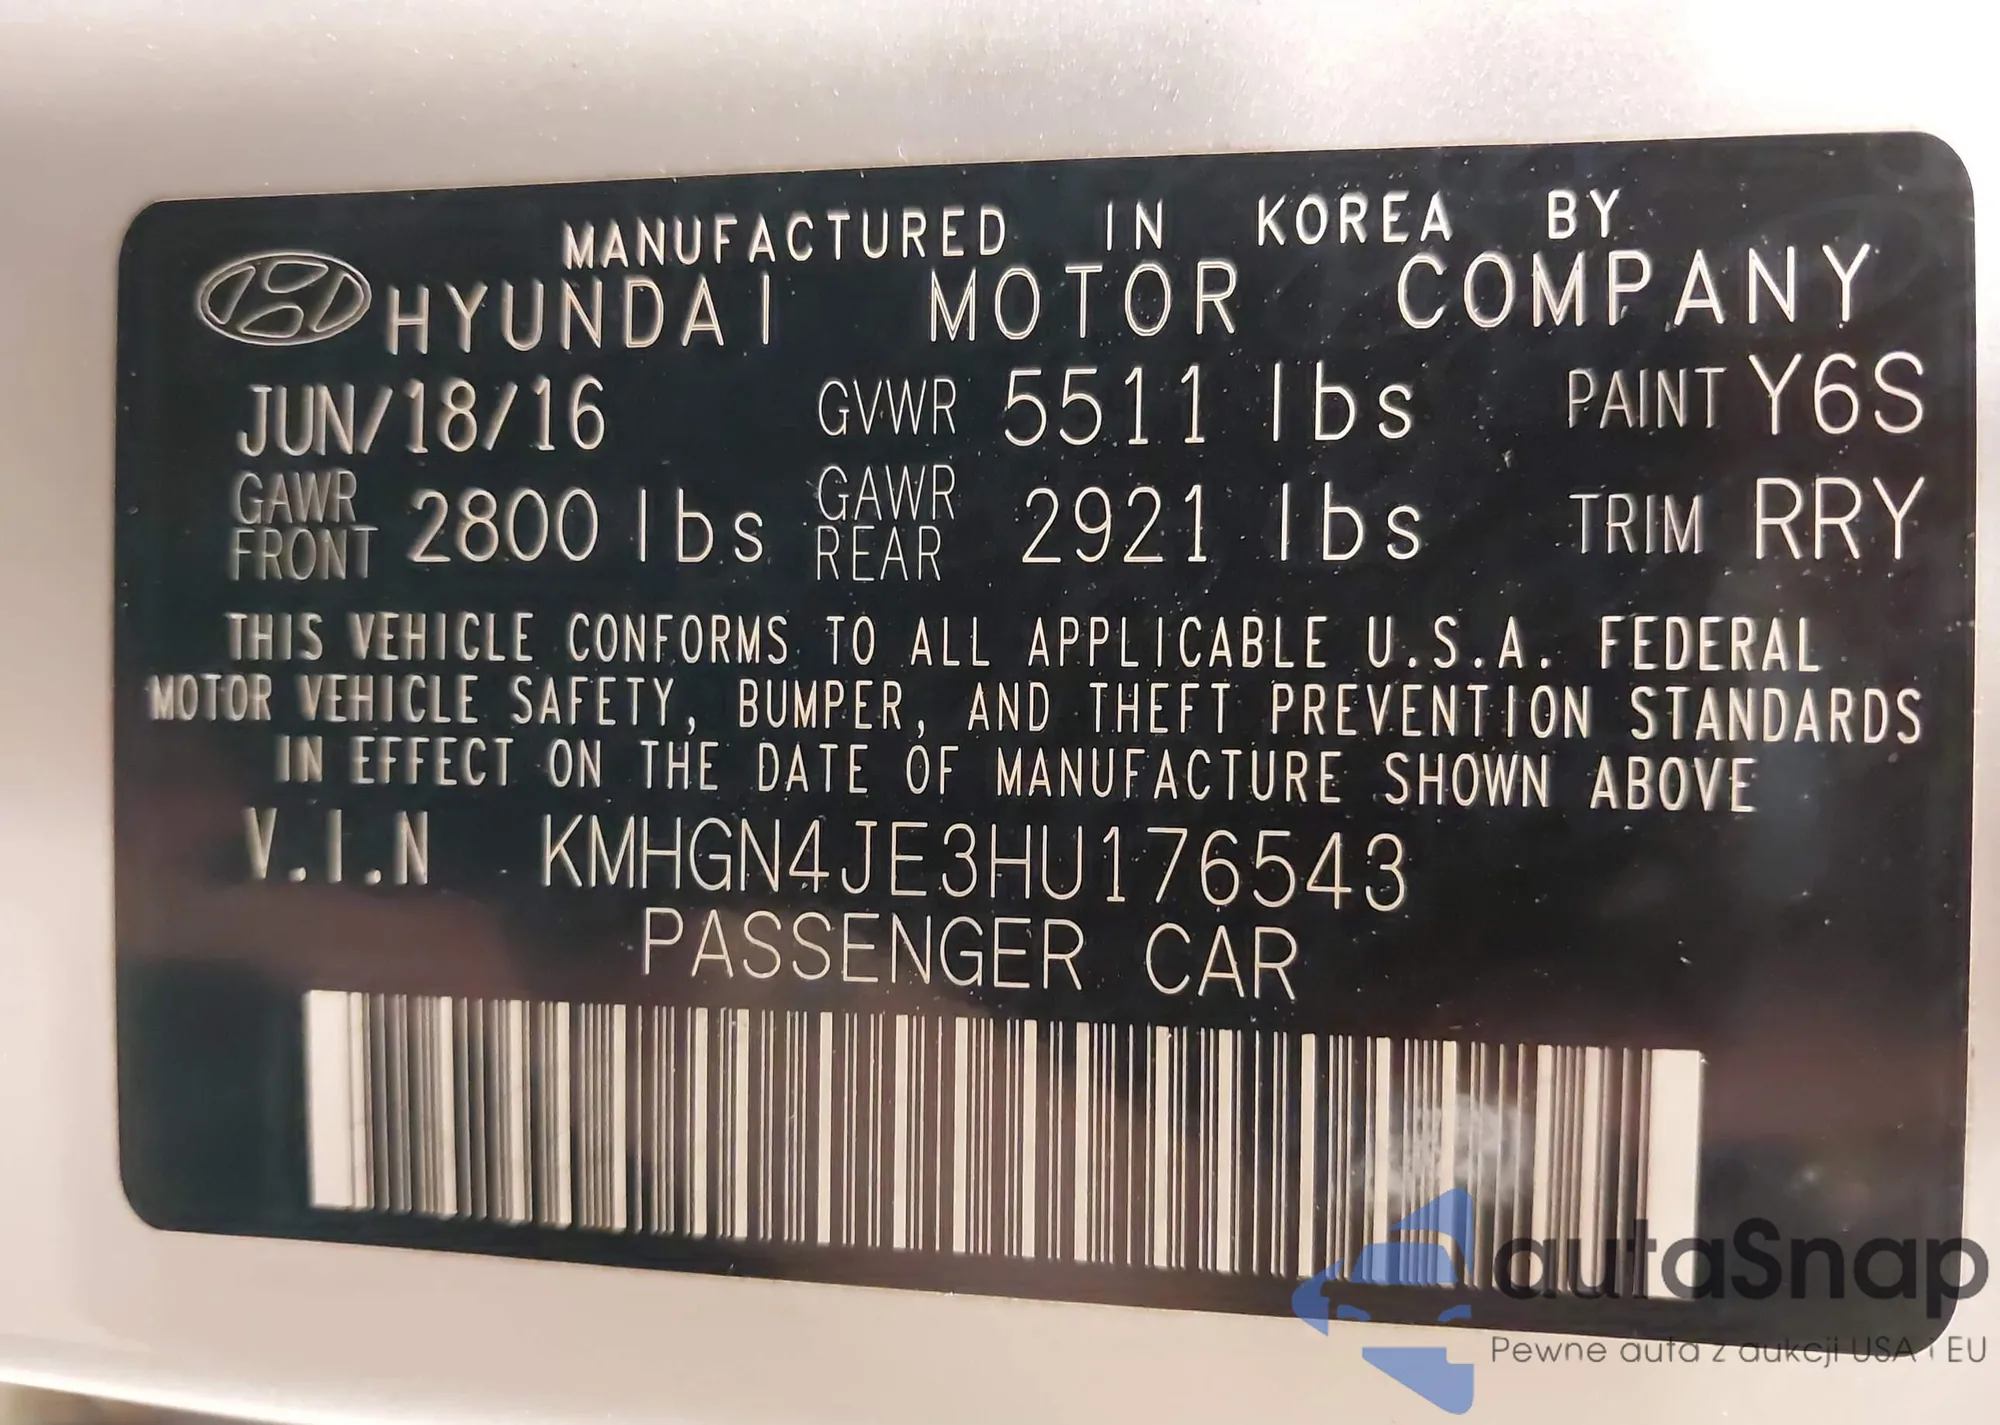 MANUFACTURED IN KOREA BY
HYUNDAI MOTOR COMPANY
JUN/18/16 GVWR 5511 lbs PAINT Y6S
GAWR FRONT 2800 lbs GAWR REAR 2921 lbs TRIM RRY
THIS VEHICLE CONFORMS TO ALL APPLICABLE U.S.A. FEDERAL
MOTOR VEHICLE SAFETY, BUMPER, AND THEFT PREVENTION STANDARDS
IN EFFECT ON THE DATE OF MANUFACTURE SHOWN ABOVE
V.I.N KMHGN4JE3HU176543
PASSENGER CAR
autaSnap
Pewne auta z aukcji USA i EU